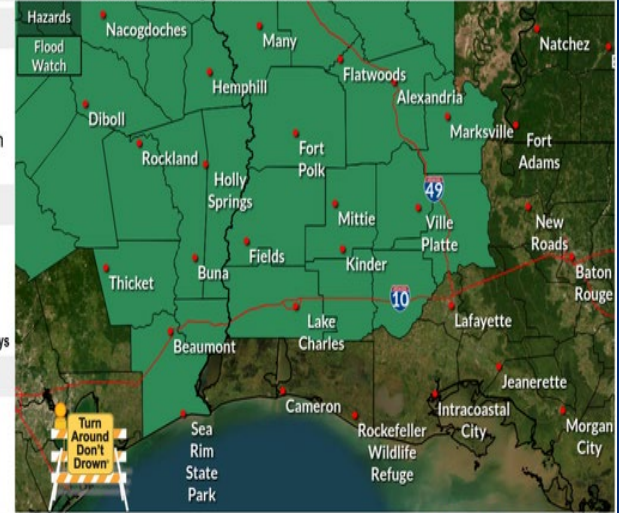 Hazards
Flood
Watch
Nacogdoches
Many
Natchez
Flatwoods
Hemphill
Alexandria
Diboll
Marksville
Fort
Adams
Rockland
Fort
Polk
Holly
Springs
49
Mittie
Ville
Platte
New
Roads
Fields
Kinder
Buna
Thicket
Baton
Rouge
10
Lake
Charles
Lafayette
Beaumont
ys
Jeanerette
Cameron
Intracoastal
City
Morgan
City
Rockefeller
Wildlife
Refuge
Sea
Rim
State
Park
Turn
Around
Don't
Drown